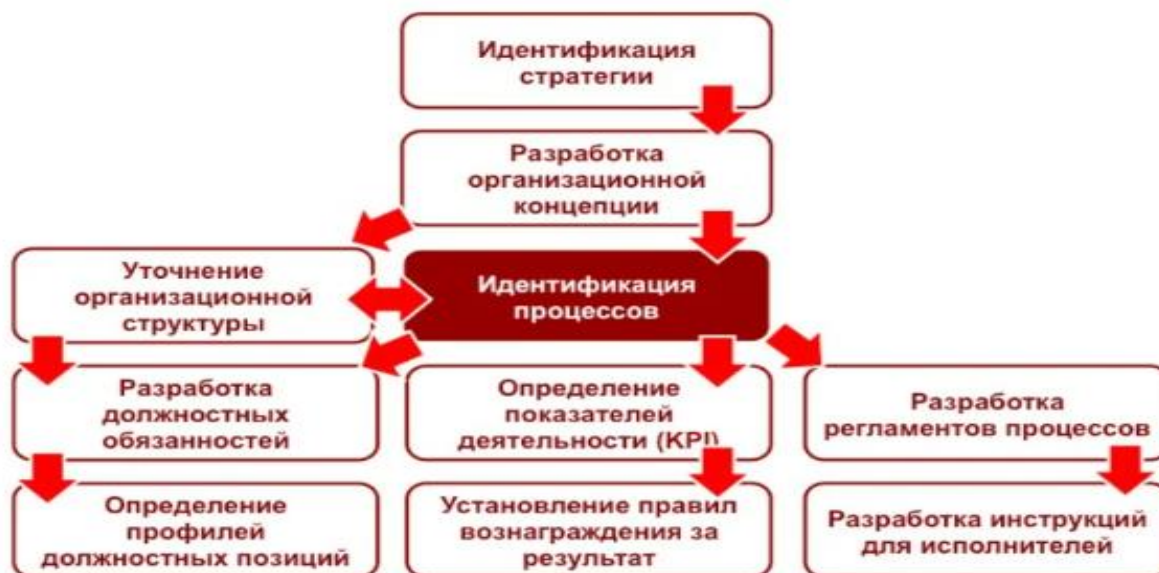 Идентификация
стратегии
Разработка
организационной
концепции
Уточнение
организационной
структуры
Идентификация
процессов
Разработка
должностных
обязанностей
Определение
показателей
деятельности (KPI)
Разработка
регламентов процессов
Определение
профилей
должностных позиций
Установление правил
вознаграждения за
результат
Разработка инструкций
для исполнителей